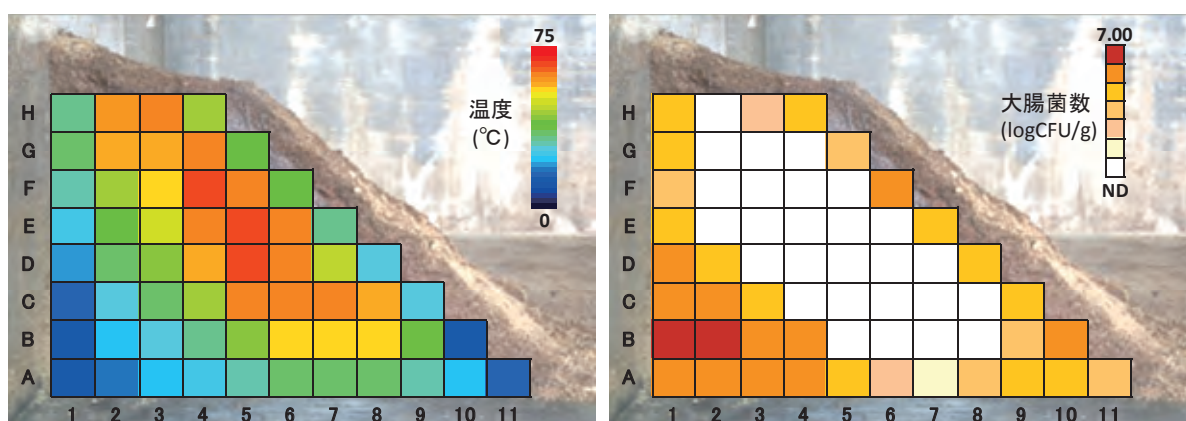 75
温度
(℃)
0
H
G
F
E
D
C
B
A
1 2 3 4 5 6 7 8 9 10 11
7.00
大腸菌数
(logCFU/g)
ND
H
G
F
E
D
C
B
A
1 2 3 4 5 6 7 8 9 10 11